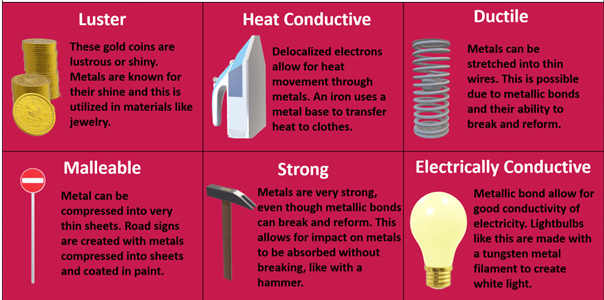 Luster
These gold coins are
lustrous or shiny.
Metals are known for
their shine and this is
utilized in materials like
jewelry.
Heat Conductive
Delocalized electrons
allow for heat
movement through
metals. An iron uses a
metal base to transfer
heat to clothes.
Ductile
Metals can be
stretched into thin
wires. This is possible
due to metallic bonds
and their ability to
break and reform.
Malleable
Metal can be
compressed into very
thin sheets. Road signs
are created with metals
compressed into sheets
and coated in paint.
Strong
Metals are very strong,
even though metallic bonds
can break and reform. This
allows for impact on metals
to be absorbed without
breaking, like with a
hammer.
Electrically Conductive
Metallic bond allow for
good conductivity of
electricity. Lightbulbs
like this are made with
a tungsten metal
filament to create
white light.